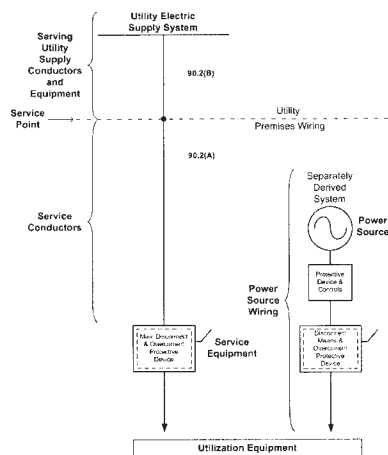 Utility Electric
Supply System
Serving
Utility
Supply
Conductors
and
Equipment
90.2(B)
Service
Point
Utility
Premises Wiring
90.2(A)
Separately
Derived
System
Power
Source
Service
Conductors
Protective
Device &
Controls
Power
Source
Wiring
Main Disconnect
& Overcurrent
Protective
Device
Service
Equipment
Disconnect
Means &
Overcurrent
Protective
Device
Utilization Equipment